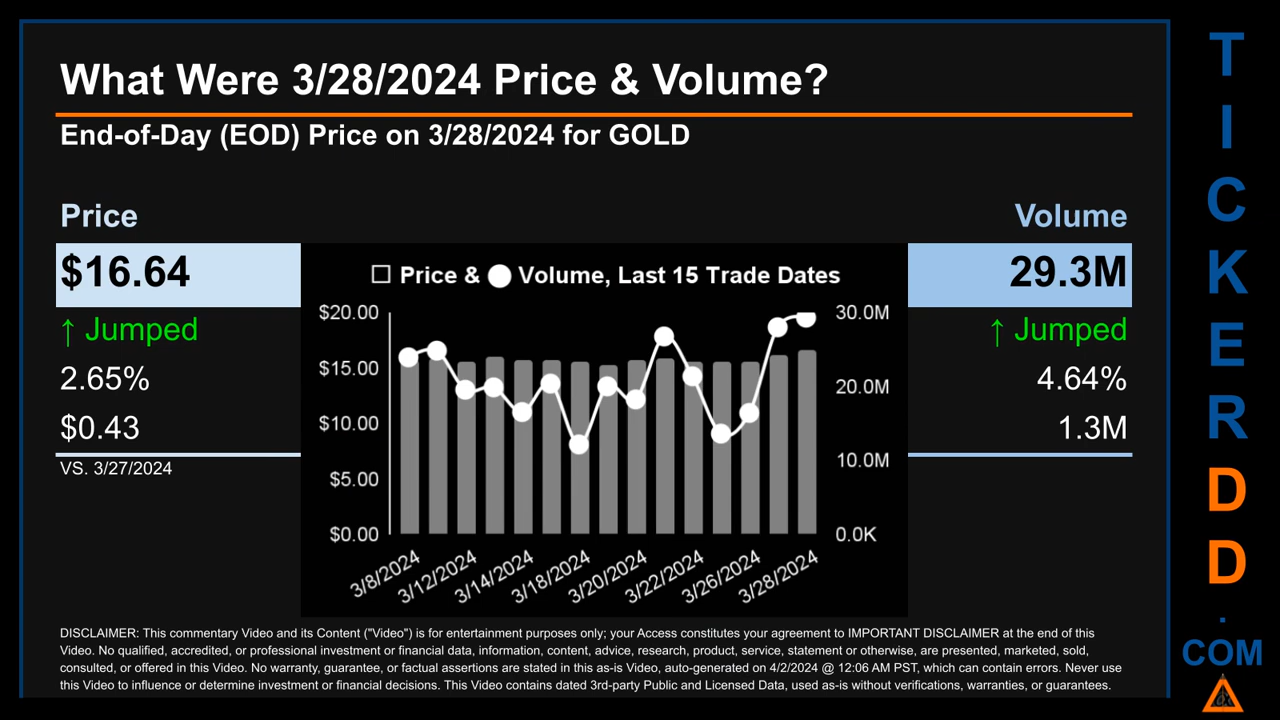 What Were 3/28/2024 Price & Volume?
End-of-Day (EOD) Price on 3/28/2024 for GOLD
Price
Volume
$16.64
29.3M
↑ Jumped
↑ Jumped
2.65%
4.64%
$0.43
1.3M
VS. 3/27/2024
Price & Volume, Last 15 Trade Dates
$20.00
$15.00
$10.00
$5.00
$0.00
30.0M
20.0M
10.0M
0.0K
3/8/2024
3/12/2024
3/14/2024
3/18/2024
3/20/2024
3/22/2024
3/26/2024
3/28/2024
DISCLAIMER: This commentary Video and its Content ("Video") is for entertainment purposes only; your Access constitutes your agreement to IMPORTANT DISCLAIMER at the end of this
Video. No qualified, accredited, or professional investment or financial data, information, content, advice, research, product, service, statement or otherwise, are presented, marketed, sold,
consulted, or offered in this Video. No warranty, guarantee, or factual assertions are stated in this as-is Video, auto-generated on 4/2/2024 @ 12:06 AM PST, which can contain errors. Never use
this Video to influence or determine investment or financial decisions. This Video contains dated 3rd-party Public and Licensed Data, used as-is without verifications, warranties, or guarantees.
T
I
C
K
E
R
D
D
.
COM